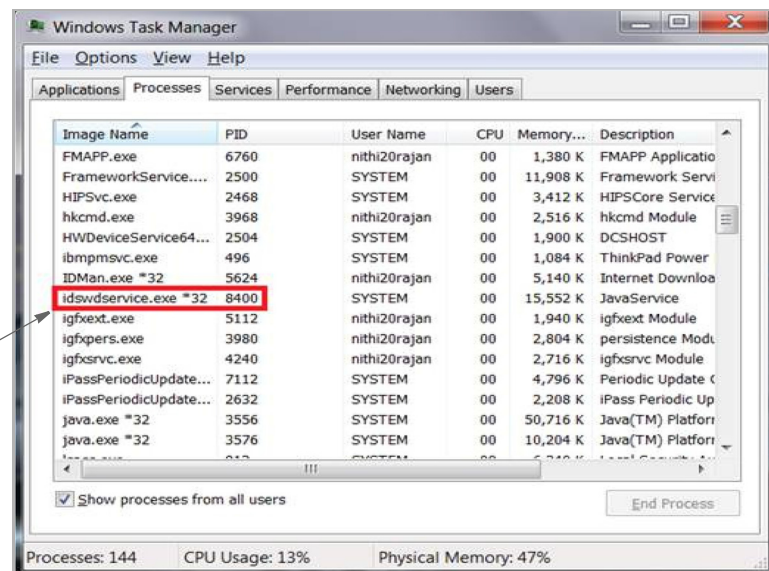 Windows Task Manager
File Options View Help
Applications Processes Services Performance Networking Users
Image Name PID User Name CPU Memory... Description
FMAPP.exe 6760 nithi20rajan 00 1,380 K FMAPP Applicatio
FrameworkService.... 2500 SYSTEM 00 11,908 K Framework Servi
HIPSvc.exe 2468 SYSTEM 00 3,412 K HIPSCore Service
hkcmd.exe 3968 nithi20rajan 00 2,516 K hkcmd Module
HWDeviceService64... 2504 SYSTEM 00 1,900 K DCSHOST
ibmpmsvc.exe 496 SYSTEM 00 1,084 K ThinkPad Power
IDMan.exe *32 5624 nithi20rajan 00 5,140 K Internet Downloa
idswdservice.exe *32 8400 SYSTEM 00 15,552 K JavaService
igfxext.exe 5112 nithi20rajan 00 1,940 K igfxext Module
igfxpers.exe 3980 nithi20rajan 00 2,804 K persistence Modu
igfxsrvc.exe 4240 nithi20rajan 00 2,716 K igfxsrvc Module
iPassPeriodicUpdate... 7112 SYSTEM 00 4,796 K Periodic Update
iPassPeriodicUpdate... 2632 SYSTEM 00 2,208 K iPass Periodic Up
java.exe *32 3556 SYSTEM 00 50,716 K Java(TM) Platforr
java.exe *32 3576 SYSTEM 00 10,204 K Java(TM) Platforr
Show processes from all users
End Process
Processes: 144 CPU Usage: 13% Physical Memory: 47%